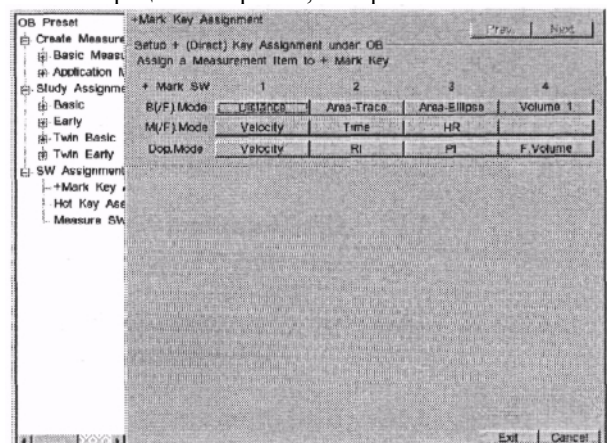 OB Preset
Create Measure
Basic Measu
Application M
Study Assignme
Basic
Early
Twin Basic
Twin Early
SW Assignment
+Mark Key
Hot Key Ass
Measure SW
+Mark Key Assignment
Prev. Next
Setup + (Direct) Key Assignment under OB
Assign a Measurement Item to + Mark Key
+ Mark SW 1 2 3 4
B(/F).Mode Distance Area-Trace Area-Ellipse Volume 1
M(/F).Mode Velocity Time HR
Dop.Mode Velocity RI PI F.Volume
Exit Cancel